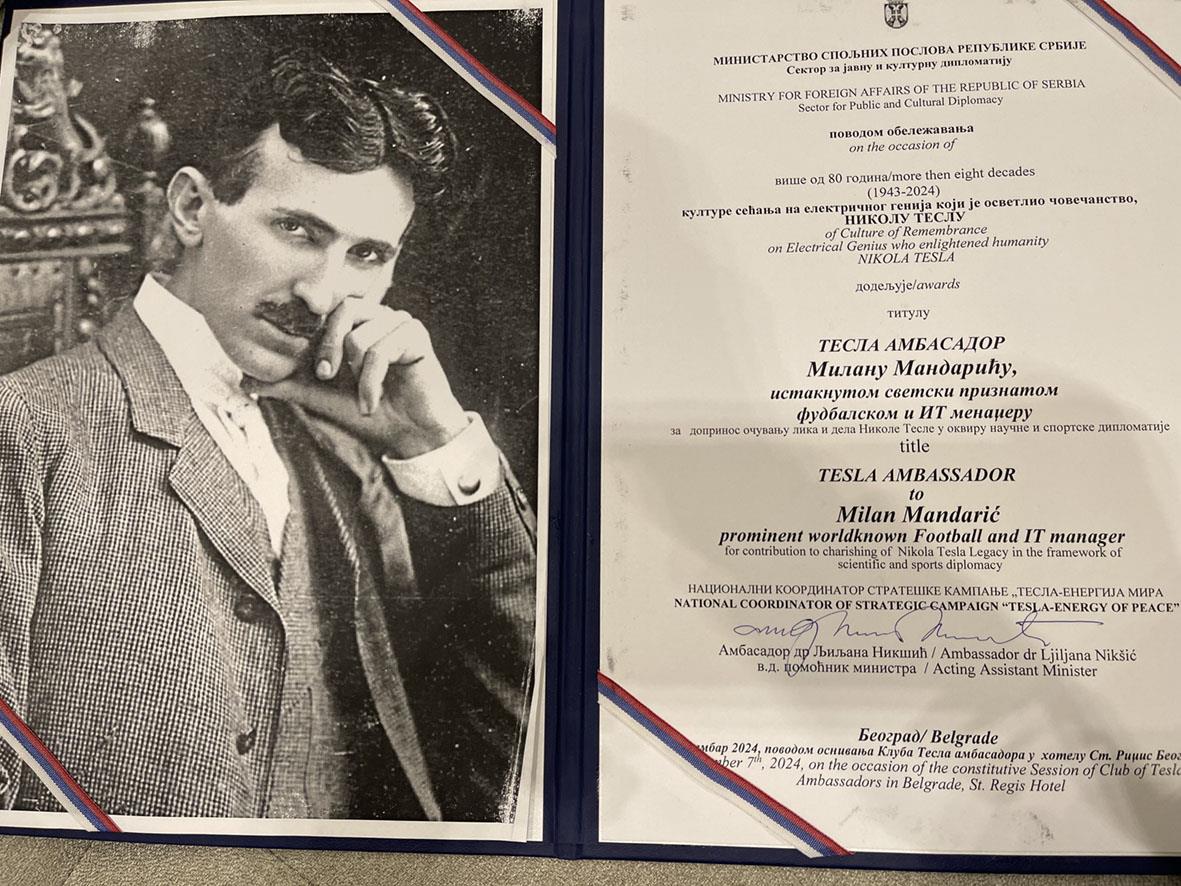 МИНИСТАРСТВО СПОЉНИХ ПОСЛОВА РЕПУБЛИКЕ СРБИЈЕ
Сектор за јавну и културну дипломатију
MINISTRY FOR FOREIGN AFFAIRS OF THE REPUBLIC OF SERBIA
Sector for Public and Cultural Diplomacy
поводом обележавања
on the occasion of
више од 80 година/more then eight decades
(1943-2024)
културе сећања на електричног генија који је осветлио човечанство,
НИКОЛУ ТЕСЛУ
of Culture of Remembrance
on Electrical Genius who enlightened humanity
NIKOLA TESLA
додељује/awards
титулу
ТЕСЛА АМБАСАДОР
Милану Мандарићу,
истакнутом светски признатом
фудбалском и ИТ менаџеру
за допринос очувању лика и дела Николе Тесле у оквиру научне и спортске дипломатије
title
TESLA AMBASSADOR
to
Milan Mandarić
prominent worldknown Football and IT manager
for contribution to charishing of Nikola Tesla Legacy in the framework of
scientific and sports diplomacy
НАЦИОНАЛНИ КООРДИНАТОР СТРАТЕШКЕ КАМПАЊЕ „ТЕСЛА-ЕНЕРГИЈА МИРА
NATIONAL COORDINATOR OF STRATEGIC CAMPAIGN “TESLA-ENERGY OF PEACE”
Амбасадор др Љиљана Никшић / Ambassador dr Ljiljana Nikšić
в.д. помоћник министра / Acting Assistant Minister
Београд/ Belgrade
2024, поводом оснивања Клуба Тесла амбасадора у хотелу Ст. Риџис
7th, 2024, on the occasion of the constitutive Session of Club of Tesla
Ambassadors in Belgrade, St. Regis Hotel